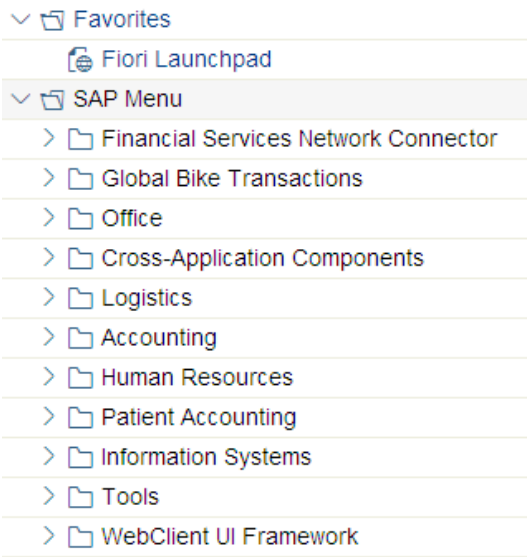 Favorites
Fiori Launchpad
SAP Menu
Financial Services Network Connector
Global Bike Transactions
Office
Cross-Application Components
Logistics
Accounting
Human Resources
Patient Accounting
Information Systems
Tools
WebClient UI Framework